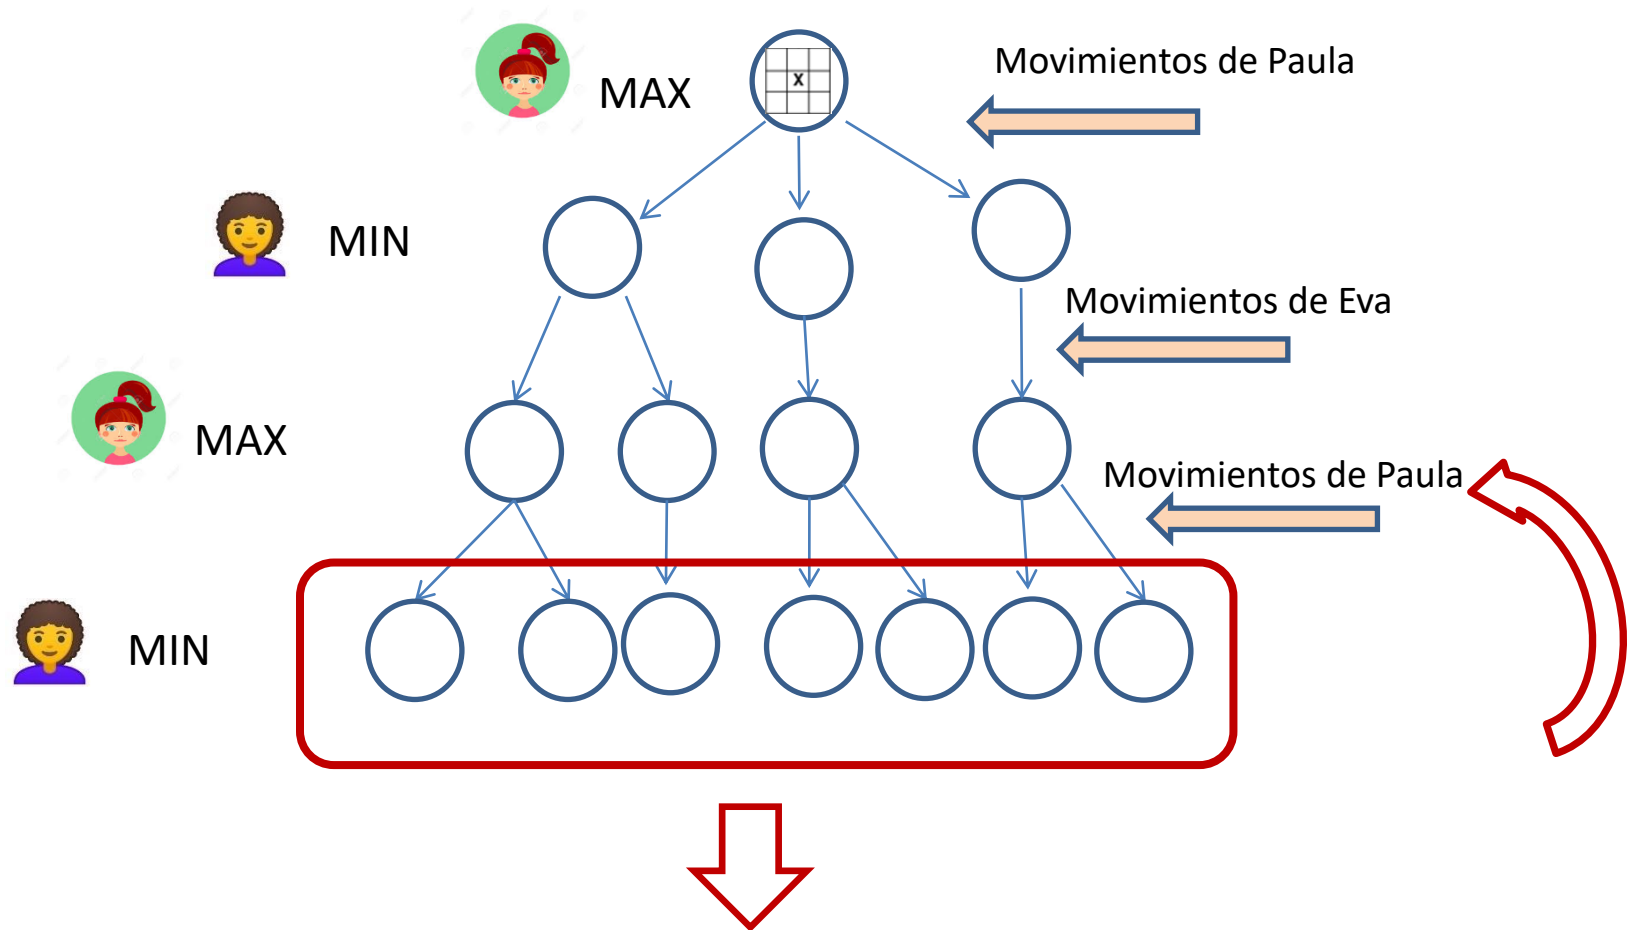 Movimientos de Paula
MAX
X
MIN
Movimientos de Eva
MAX
Movimientos de Paula
MIN